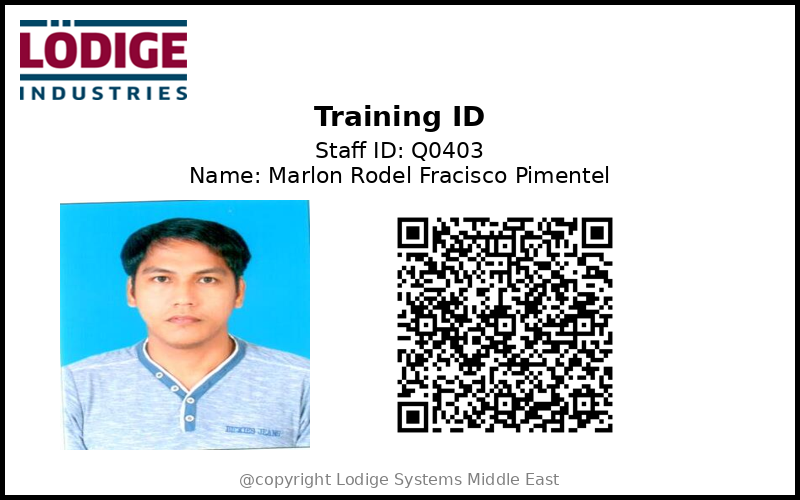 LÖDIGE
INDUSTRIES
Training ID
Staff ID: Q0403
Name: Marlon Rodel Fracisco Pimentel
@copyright Lodige Systems Middle East